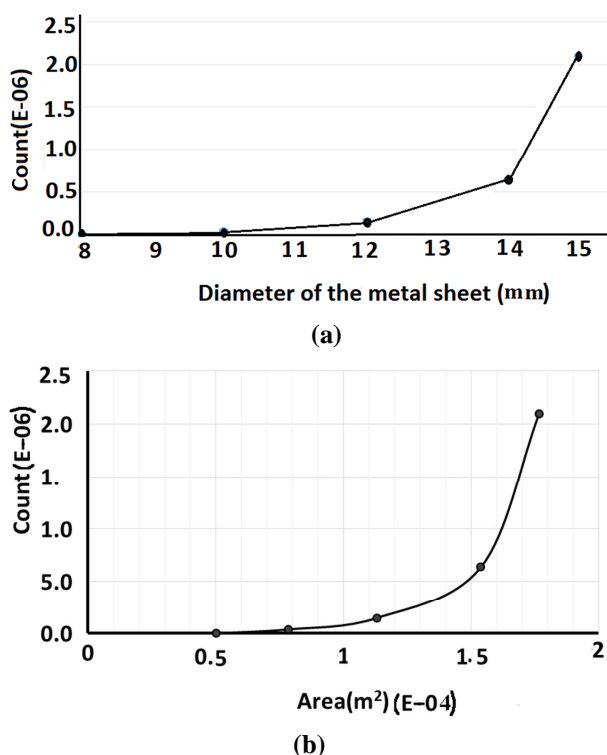 2.5
2.0
1.0
0.5
0.0
Count(E-06)
8 9 10 11 12 13 14 15
Diameter of the metal sheet (mm)
(a)
2.5
2.0
1.
1.0
5.0
0.0
Count(E–06)
0 0.5 1 1.5 2
Area(m²)(E–04)
(b)